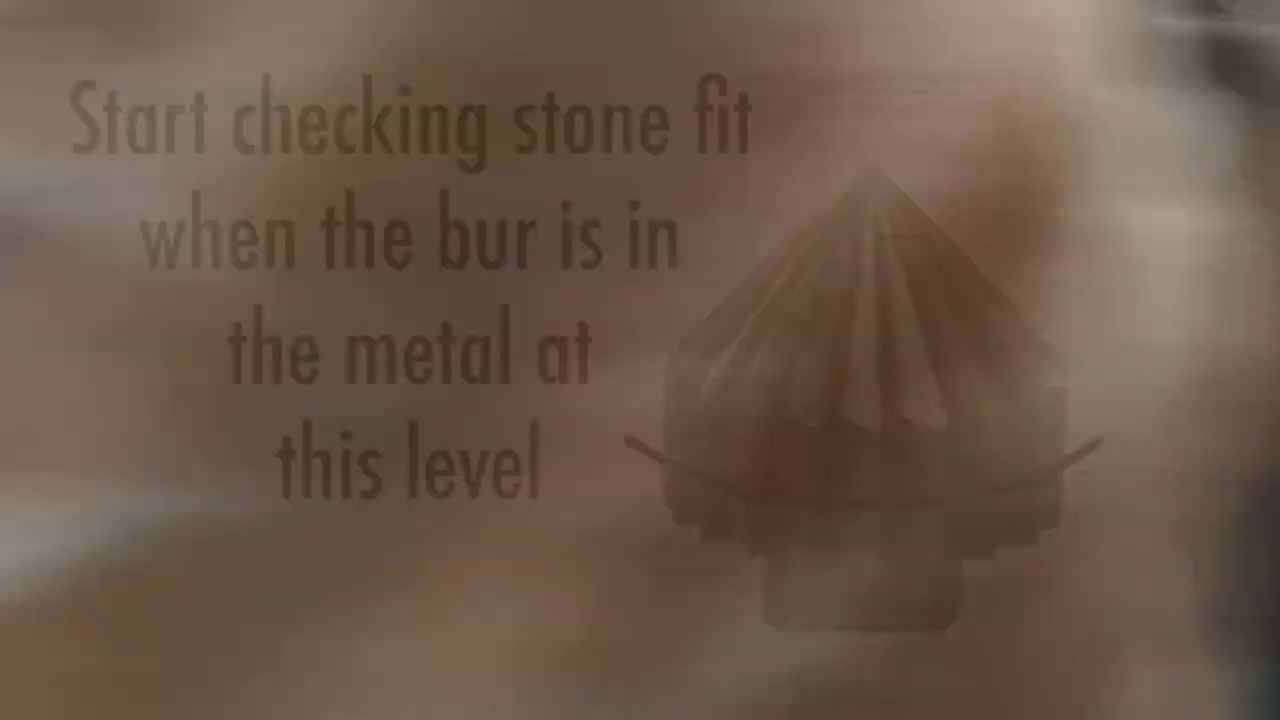 Start checking stone fit
when the bur is in
the metal at
this level